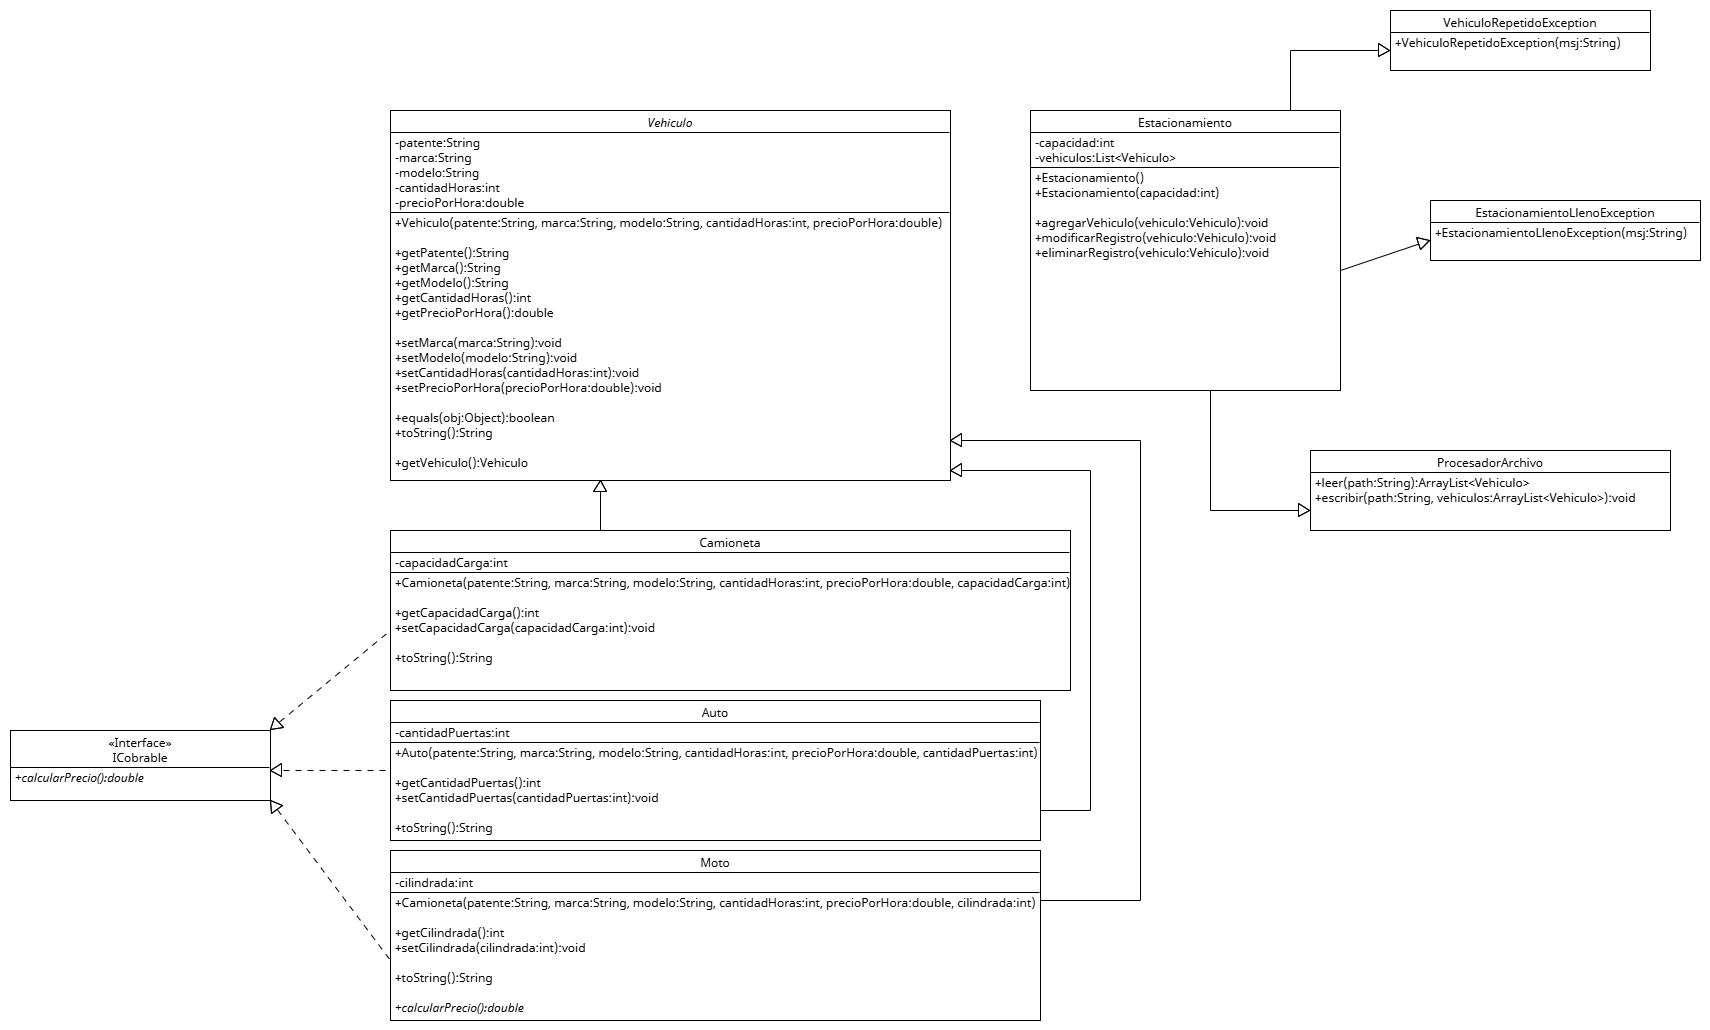 VehiculoRepetidoException
+VehiculoRepetidoException(msj:String)
Vehiculo
-patente:String
-marca:String
-modelo:String
-cantidadHoras:int
-precioPorHora:double
+Vehiculo(patente:String, marca:String, modelo:String, cantidadHoras:int, precioPorHora:double)
+getPatente():String
+getMarca():String
+getModelo():String
+getCantidadHoras():int
+getPrecioPorHora():double
+setMarca(marca:String):void
+setModelo(modelo:String):void
+setCantidadHoras(cantidadHoras:int):void
+setPrecioPorHora(precioPorHora:double):void
+equals(obj:Object):boolean
+toString():String
+getVehiculo():Vehiculo
Estacionamiento
-capacidad:int
-vehiculos:List<Vehiculo>
+Estacionamiento()
+Estacionamiento(capacidad:int)
+agregarVehiculo(vehiculo:Vehiculo):void
+modificarRegistro(vehiculo:Vehiculo):void
+eliminarRegistro(vehiculo:Vehiculo):void
EstacionamientoLlenoException
+EstacionamientoLlenoException(msj:String)
ProcesadorArchivo
+leer(path:String):ArrayList<Vehiculo>
+escribir(path:String, vehiculos:ArrayList<Vehiculo>):void
Camioneta
-capacidadCarga:int
+Camioneta(patente:String, marca:String, modelo:String, cantidadHoras:int, precioPorHora:double, capacidadCarga:int)
+getCapacidadCarga():int
+setCapacidadCarga(capacidadCarga:int):void
+toString():String
«Interface»
ICobrable
+calcularPrecio():double
Auto
-cantidadPuertas:int
+Auto(patente:String, marca:String, modelo:String, cantidadHoras:int, precioPorHora:double, cantidadPuertas:int)
+getCantidadPuertas():int
+setCantidadPuertas(cantidadPuertas:int):void
+toString():String
Moto
-cilindrada:int
+Camioneta(patente:String, marca:String, modelo:String, cantidadHoras:int, precioPorHora:double, cilindrada:int)
+getCilindrada():int
+setCilindrada(cilindrada:int):void
+toString():String
+calcularPrecio():double